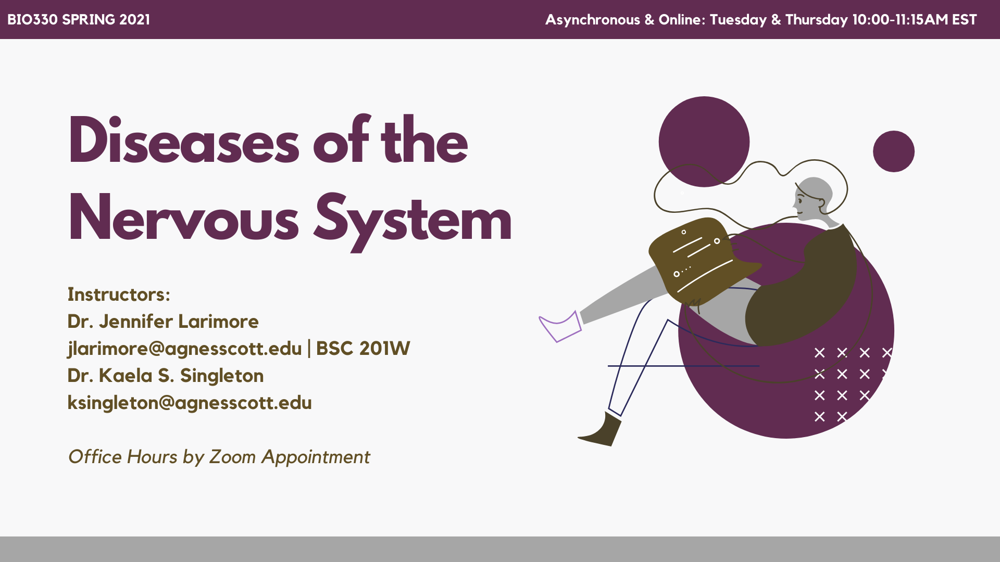 BIO330 SPRING 2021
Asynchronous & Online: Tuesday & Thursday 10:00-11:15AM EST
Diseases of the
Nervous System
Instructors:
Dr. Jennifer Larimore
jlarimore@agnesscott.edu | BSC 201W
Dr. Kaela S. Singleton
ksingleton@agnesscott.edu
Office Hours by Zoom Appointment